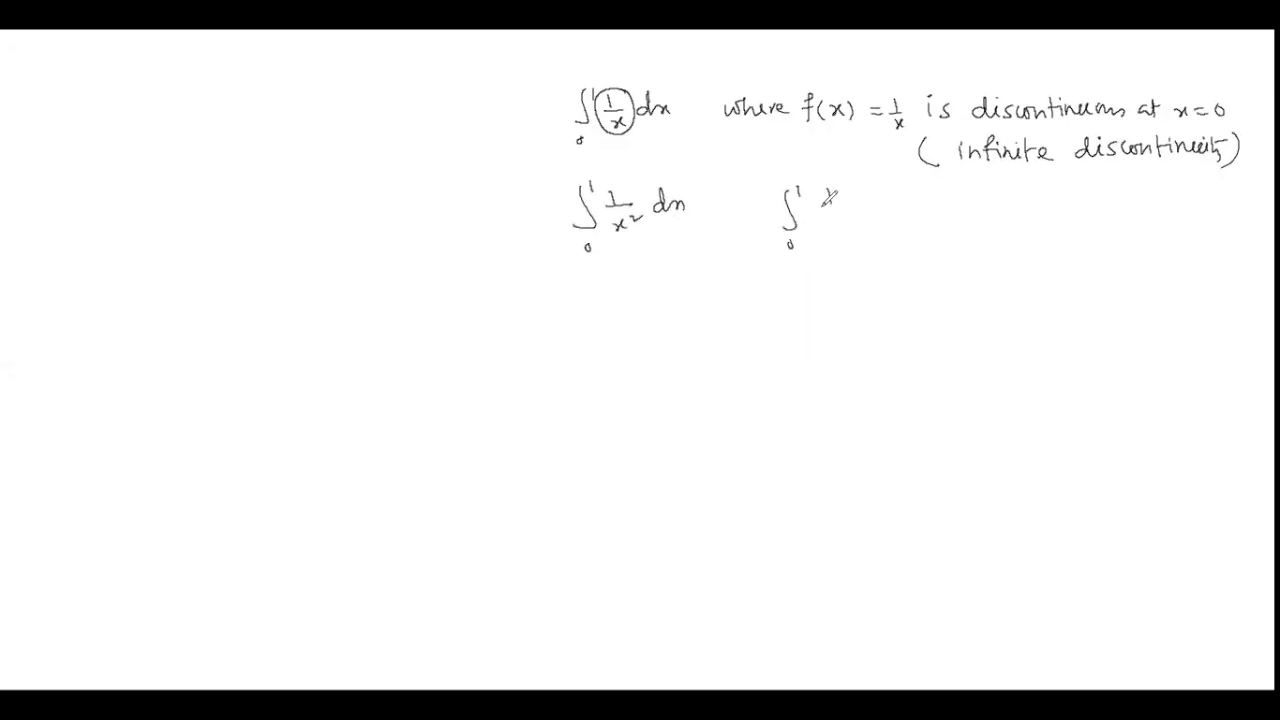 ∫₀¹ 1/x dx where f(x) = 1/x is discontinuous at x=0
( infinite discontinuity)
∫₀¹ 1/x² dx ∫₀¹